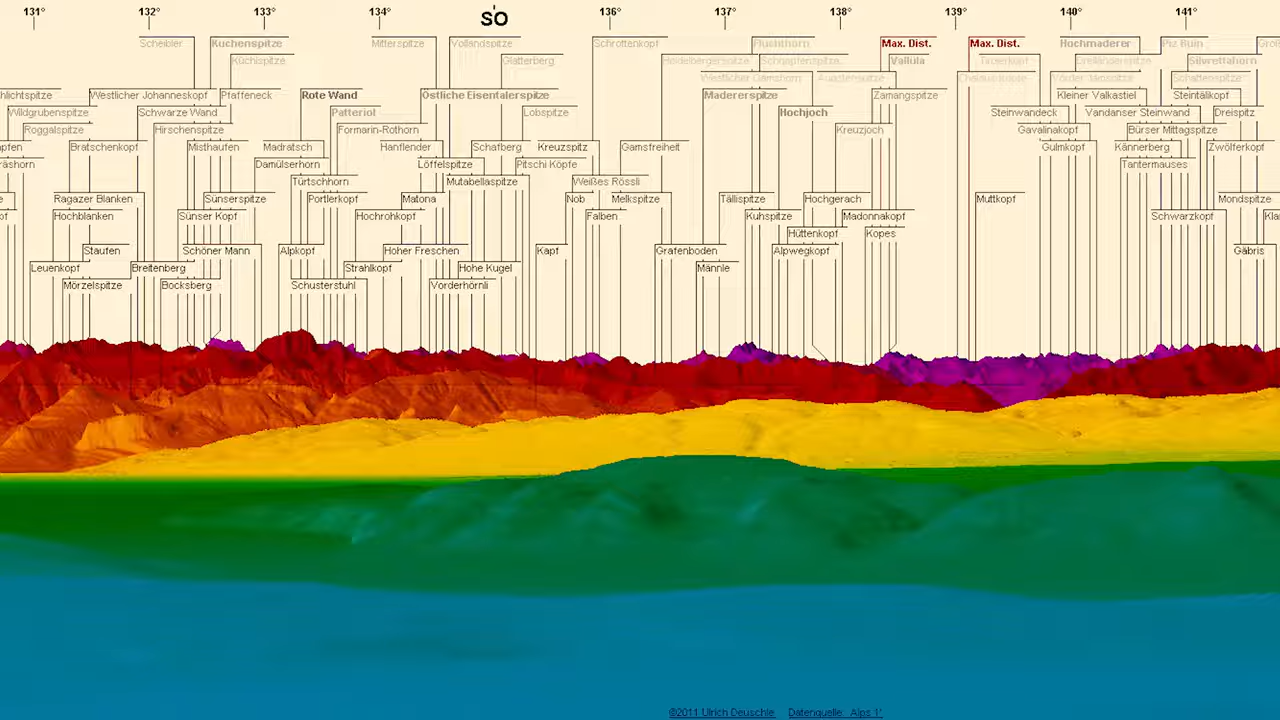 131° 132° 133° 134° SO 136° 137° 138° 139° 140° 141°
Scheibler Kuchenspitze Mitterspitze Vollandspitze Schrottenkopf Fluchthorn Max. Dist. Max. Dist. Hochmaderer Piz Buin
Küchlspitze Glatterberg Vallüla Silvrettahorn
hlichtspitze Westlicher Johanneskopf Pfaffeneck Rote Wand Östliche Eisentalerspitze Madererspitze Zamangspitze Kleiner Valkastiel Steintälikopf
Wildgrubenspitze Schwarze Wand Patteriol Lobspitze Hochjoch Steinwandeck Vandanser Steinwand Dreispitz
Roggalspitze Hirschenspitze Formarin-Rothorn Kreuzjoch Gavalinakopf Bürser Mittagspitze
pfen Bratschenkopf Misthaufen Madratsch Hanflender Schafberg Kreuzspitz Gamsfreiheit Gulmkopf Kännerberg Zwölferkopf
Damülserhorn Löffelspitze Pitschi Köpfe Tantermauses
Türtschhorn Mutabellaspitze Weißes Rössli
e Ragazer Blanken Sünserspitze Portlerkopf Matona Nob Melkspitze Tällispitze Hochgerach Muttkopf Mondspitze
of Hochblanken Sünser Kopf Hochrohkopf Falben Kuhspitze Madonnakopf Schwarzkopf Kla
Hüttenkopf Kopes
Staufen Schöner Mann Alpkopf Hoher Freschen Kapf Grafenboden Alpwegkopf Gäbris
Leuenkopf Breitenberg Strahlkopf Hohe Kugel Männle
Mörzelspitze Bocksberg Schusterstuhl Vorderhörnli
©2011 Ulrich Deuschle Datenquelle: Alps 1'.